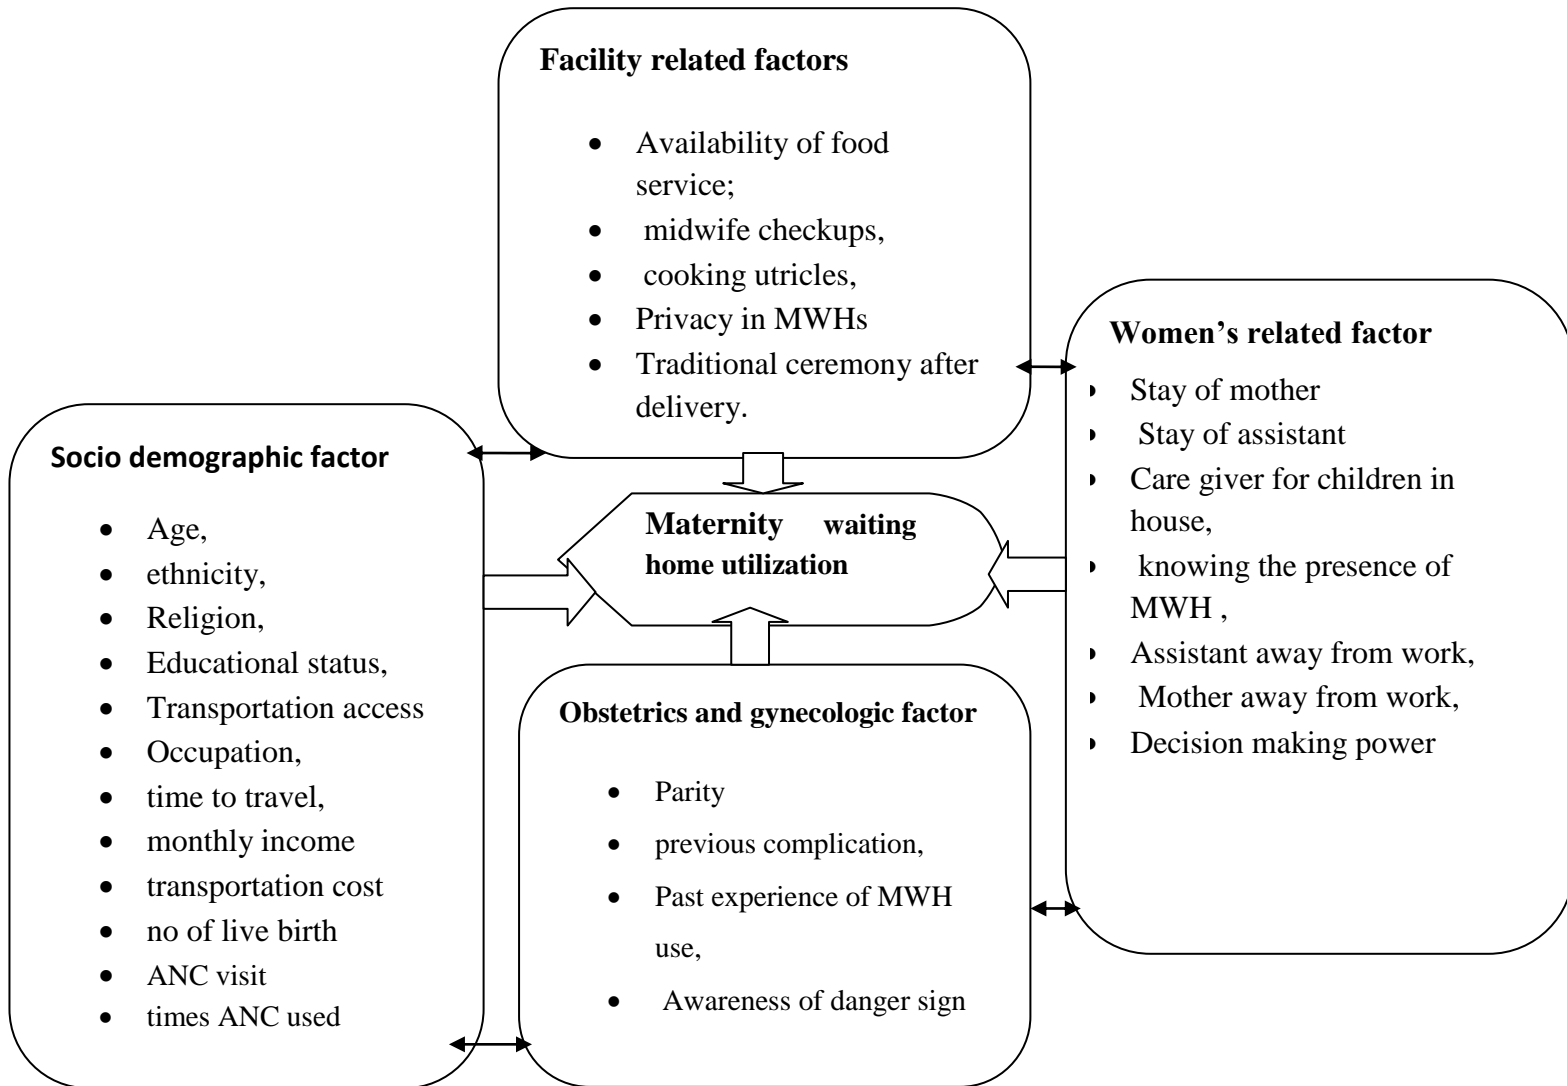 Facility related factors
• Availability of food
service;
• midwife checkups,
• cooking utricles,
• Privacy in MWHs
• Traditional ceremony after
delivery.
Women’s related factor
• Stay of mother
• Stay of assistant
• Care giver for children in
house,
• knowing the presence of
MWH ,
• Assistant away from work,
• Mother away from work,
• Decision making power
Socio demographic factor
• Age,
• ethnicity,
• Religion,
• Educational status,
• Transportation access
• Occupation,
• time to travel,
• monthly income
• transportation cost
• no of live birth
• ANC visit
• times ANC used
Maternity waiting
home utilization
Obstetrics and gynecologic factor
• Parity
• previous complication,
• Past experience of MWH
use,
• Awareness of danger sign